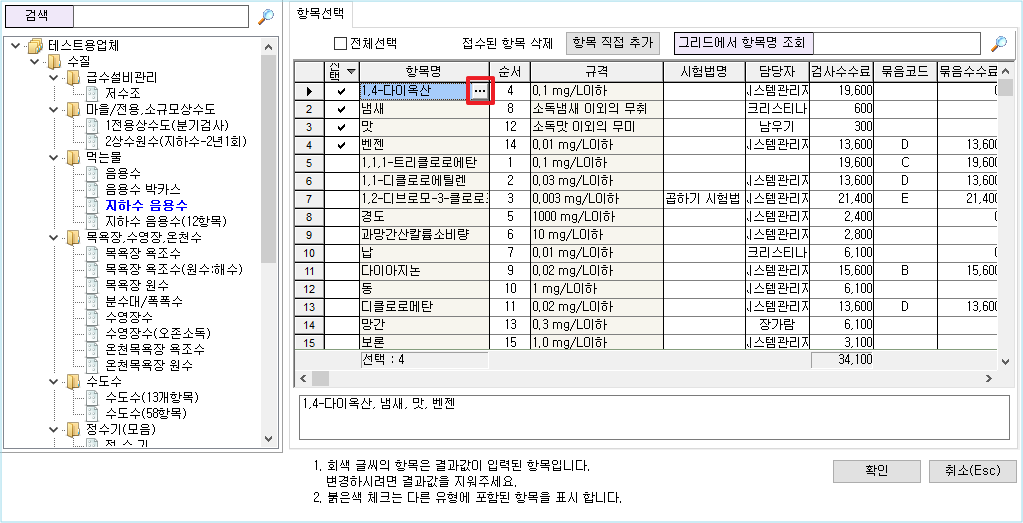 검색
테스트용업체
수질
급수설비관리
저수조
마을/전용,소규모상수도
1전용상수도(분기검사)
2상수원수(지하수-2년1회)
먹는물
음용수
음용수 박카스
지하수 음용수
지하수 음용수(12항목)
목욕장,수영장,온천수
목욕장 욕조수
목욕장 욕조수(원수:해수)
목욕장 원수
분수대/폭폭수
수영장수
수영장수(오존소독)
온천목욕장 욕조수
온천목욕장 원수
수도수
수도수(13개항목)
수도수(58항목)
정수기(모음)
정 수 기
항목선택
전체선택 접수된 항목 삭제 항목 직접 추가 그리드에서 항목명 조회
선택 항목명 순서 규격 시험법명 담당자 검사수수료 묶음코드 묶음수수료
1,4-다이옥산 ... 4 0,1 mg/L이하 시스템관리자 19,600 0
2 냄새 8 소독냄새 이외의 무취 크리스티나 600
3 맛 12 소독맛 이외의 무미 남우기 300
4 벤젠 14 0,01 mg/L이하 시스템관리자 13,600 D 13,600
5 1,1,1-트리클로로에탄 1 0,1 mg/L이하 19,600 C 19,600
6 1,1-디클로로에틸렌 2 0,03 mg/L이하 시스템관리자 13,600 D 13,600
7 1,2-디브로모-3-클로로 3 0,003 mg/L이하 곱하기 시험법 시스템관리자 21,400 E 21,400
8 경도 5 1000 mg/L이하 시스템관리자 2,400 0
9 과망간산칼륨소비량 6 10 mg/L이하 시스템관리자 2,800
10 납 7 0,01 mg/L이하 크리스티나 6,100 0
11 다이아지논 9 0,02 mg/L이하 시스템관리자 15,600 B 15,600
12 동 10 1 mg/L이하 시스템관리자 6,100
13 디클로로메탄 11 0,02 mg/L이하 시스템관리자 13,600 D 13,600
14 망간 13 0,3 mg/L이하 장가람 6,100
15 보론 15 1,0 mg/L이하 시스템관리자 3,100
선택 : 4 34,100
1,4-다이옥산, 냄새, 맛, 벤젠
1, 회색 글씨의 항목은 결과값이 입력된 항목입니다,
변경하시려면 결과값을 지워주세요,
2, 붉은색 체크는 다른 유형에 포함된 항목을 표시 합니다,
확인 취소(Esc)